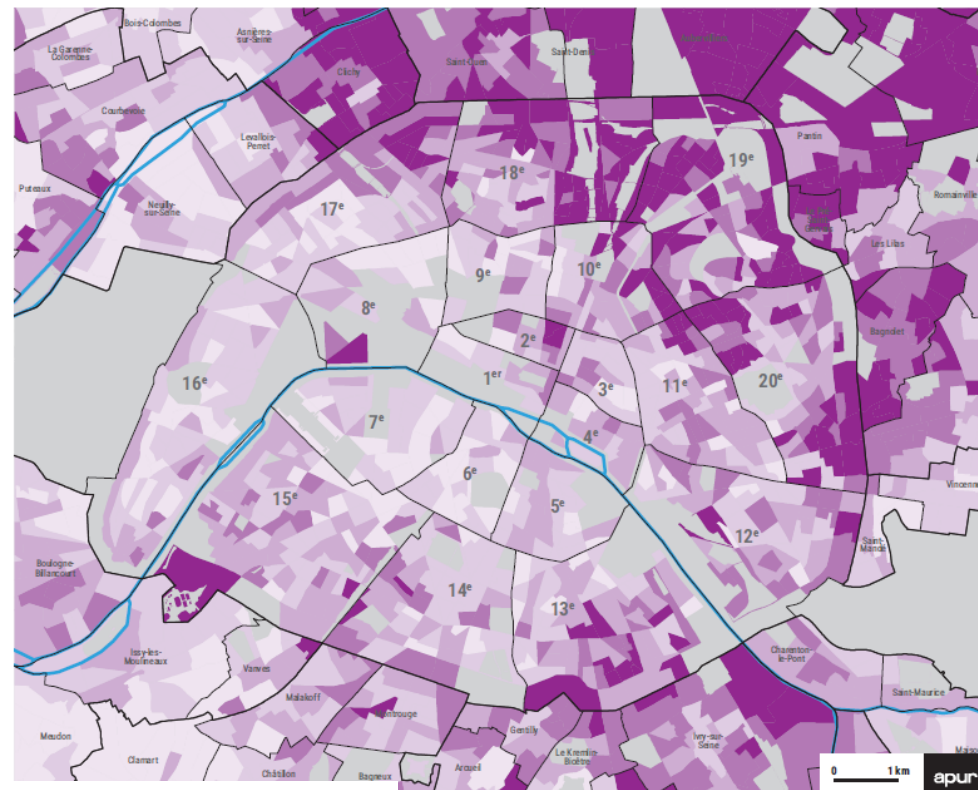 Bois-Colombes
Asnières-
sur-Seine
La Garenne-
Colombes
Saint-Ouen
Saint-Denis
Clichy
Courbevoie
Levallois-
Perret
Pantin
Puteaux
Neuilly-
sur-Seine
Romainville
Les Lilas
Bagnolet
17e
18e
19e
8e
9e
10e
2e
16e
1er
3e
11e
20e
7e
4e
6e
5e
15e
12e
14e
13e
Vincenne
Saint-
Mandé
Boulogne-
Billancourt
Issy-les-
Moulineaux
Vanves
Malakoff
Montrouge
Gentilly
Charenton-
le-Pont
Saint-Maurice
Meudon
Clamart
Châtillon
Bagneux
Arcueil
Le Kremlin-
Bicêtre
Ivry-sur-
Seine
Maiso
0 1 km
apur